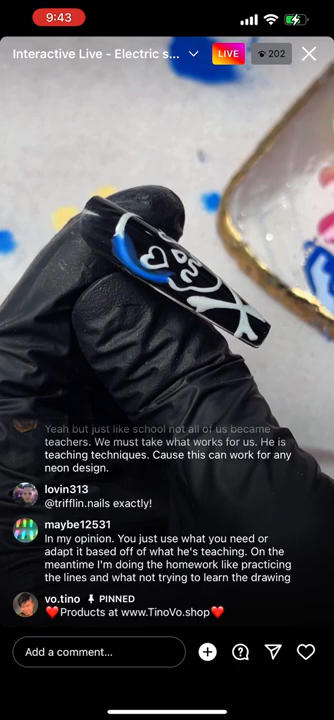 9:43
Interactive Live - Electric s...
LIVE
202
Yeah but just like school not all of us became
teachers. We must take what works for us. He is
teaching techniques. Cause this can work for any
neon design.
lovin313
@trifflin.nails exactly!
maybe12531
In my opinion. You just use what you need or
adapt it based off of what he's teaching. On the
meantime I'm doing the homework like practicing
the lines and what not trying to learn the drawing
vo.tino PINNED
❤️Products at www.TinoVo.shop❤️
Add a comment...